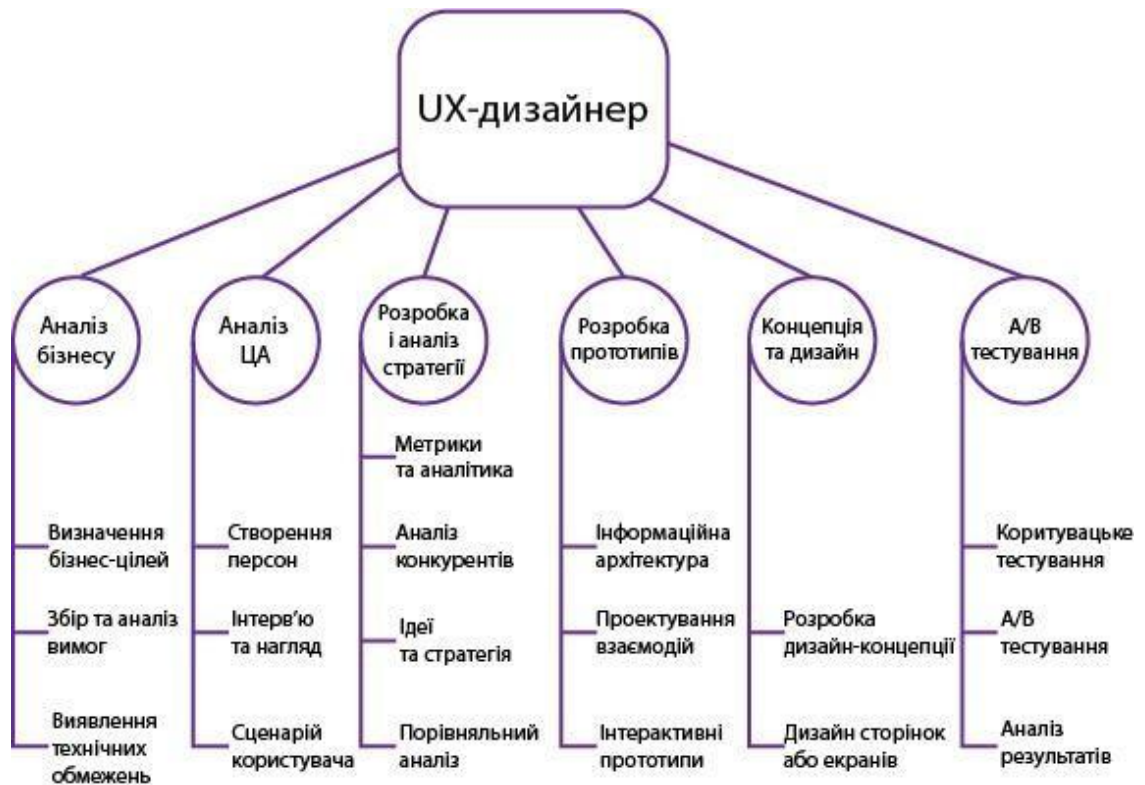 UX-дизайнер
Аналіз
бізнесу
Аналіз
ЦА
Розробка
і аналіз
стратегії
Розробка
прототипів
Концепція
та дизайн
А/В
тестування
Метрики
та аналітика
Визначення
бізнес-цілей
Створення
персон
Аналіз
конкурентів
Інформаційна
архітектура
Коритувацьке
тестування
Збір та аналіз
вимог
Інтерв'ю
та нагляд
Ідеї
та стратегія
Проектування
взаємодій
Розробка
дизайн-концепції
А/В
тестування
Виявлення
технічних
обмежень
Сценарій
користувача
Порівняльний
аналіз
Інтерактивні
прототипи
Дизайн сторінок
або екранів
Аналіз
результатів